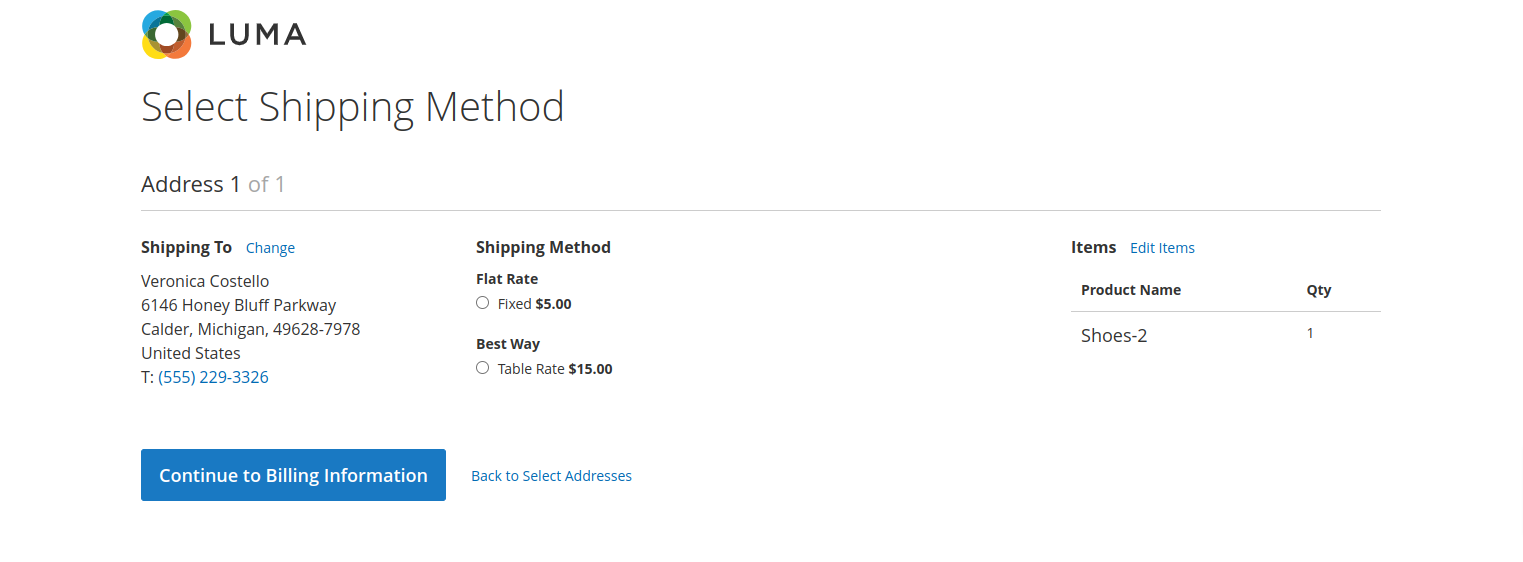 LUMA
Select Shipping Method
Address 1 of 1
Shipping To Change
Veronica Costello
6146 Honey Bluff Parkway
Calder, Michigan, 49628-7978
United States
T: (555) 229-3326
Shipping Method
Flat Rate
Fixed $5.00
Best Way
Table Rate $15.00
Items Edit Items
Product Name Qty
Shoes-2 1
Continue to Billing Information
Back to Select Addresses